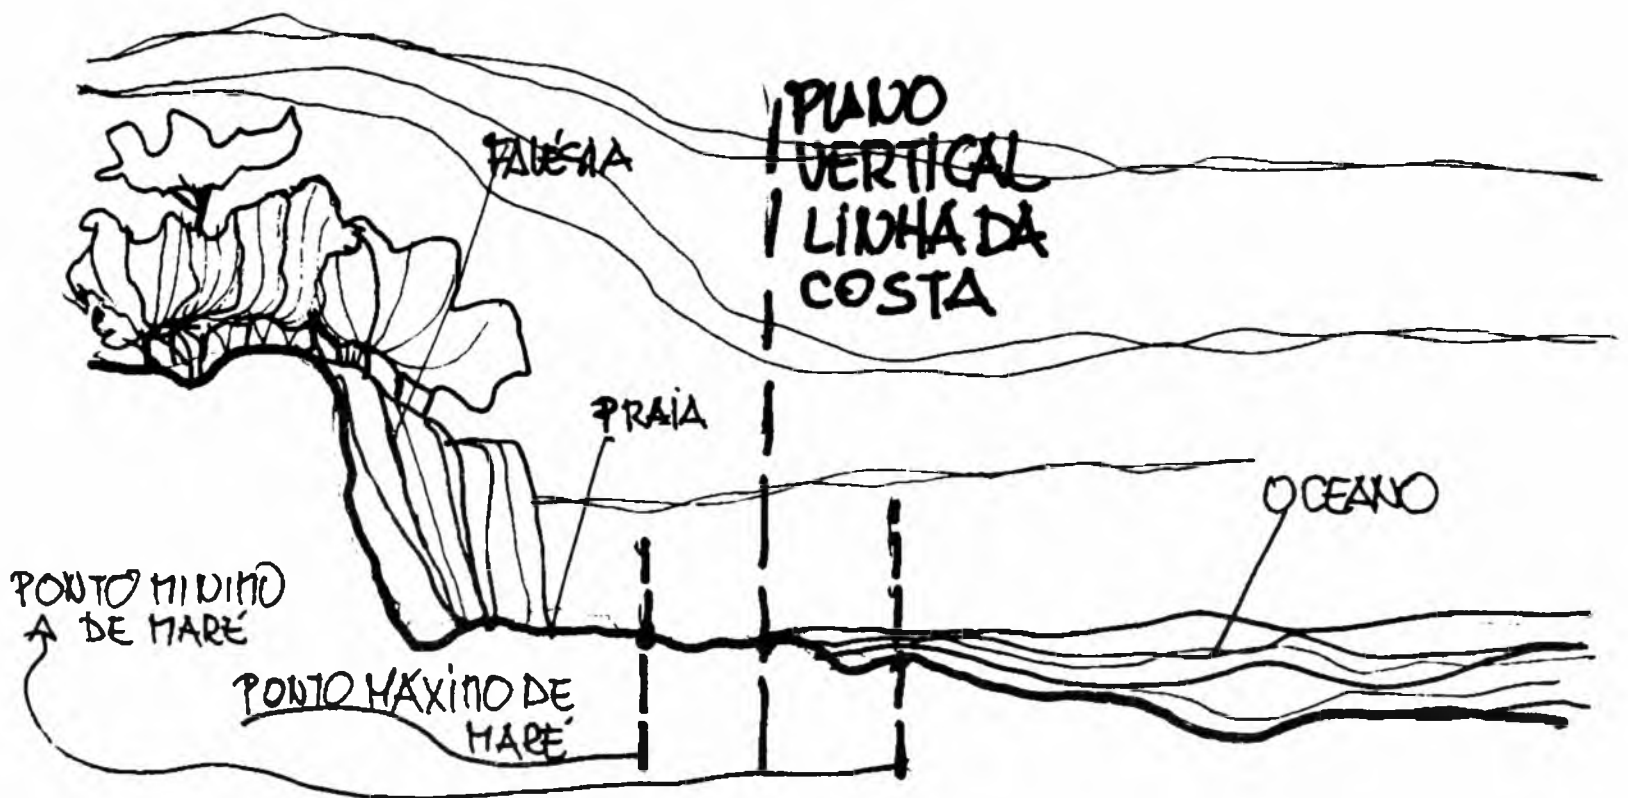 PLANO
VERTICAL
LINHA DA
COSTA
FALÉSIA
PRAIA
OCEANO
PONTO MINIMO
DE MARÉ
PONTO MÁXIMO DE
MARÉ